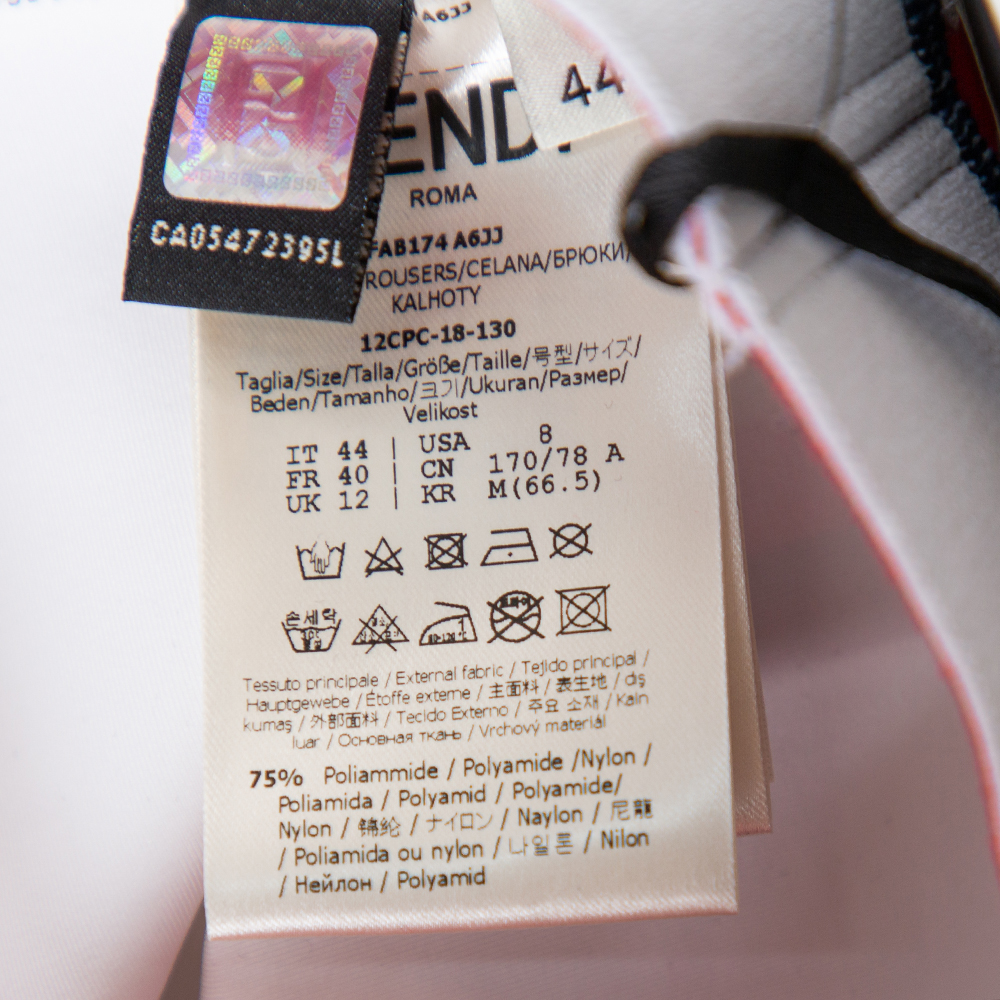 A6JJ
44
ENDI
ROMA
CA05472395L
FAB174 A6JJ
ROUSERS/CELANA/БРЮКИ/
KALHOTY
12CPC-18-130
Taglia/Size/Talla/Größe/Taille/号型/サイズ/
Beden/Tamanho/크기/Ukuran/Размер/
Velikost
IT 44 | USA 8
FR 40 | CN 170/78 A
UK 12 | KR M(66.5)
손세탁
Tessuto principale / External fabric / Tejido principal /
Hauptgewebe / Étoffe externe / 主面料 / 表生地 / dış
kumaş / 外部面料 / Tecido Externo / 주요 소재 / Kain
luar / Основная ткань / Vrchový materiál
75% Poliammide / Polyamide /Nylon /
Poliamida / Polyamid / Polyamide/
Nylon / 锦纶 / ナイロン / Naylon / 尼龍
/ Poliamida ou nylon / 나일론 / Nilon
/ Нейлон / Polyamid